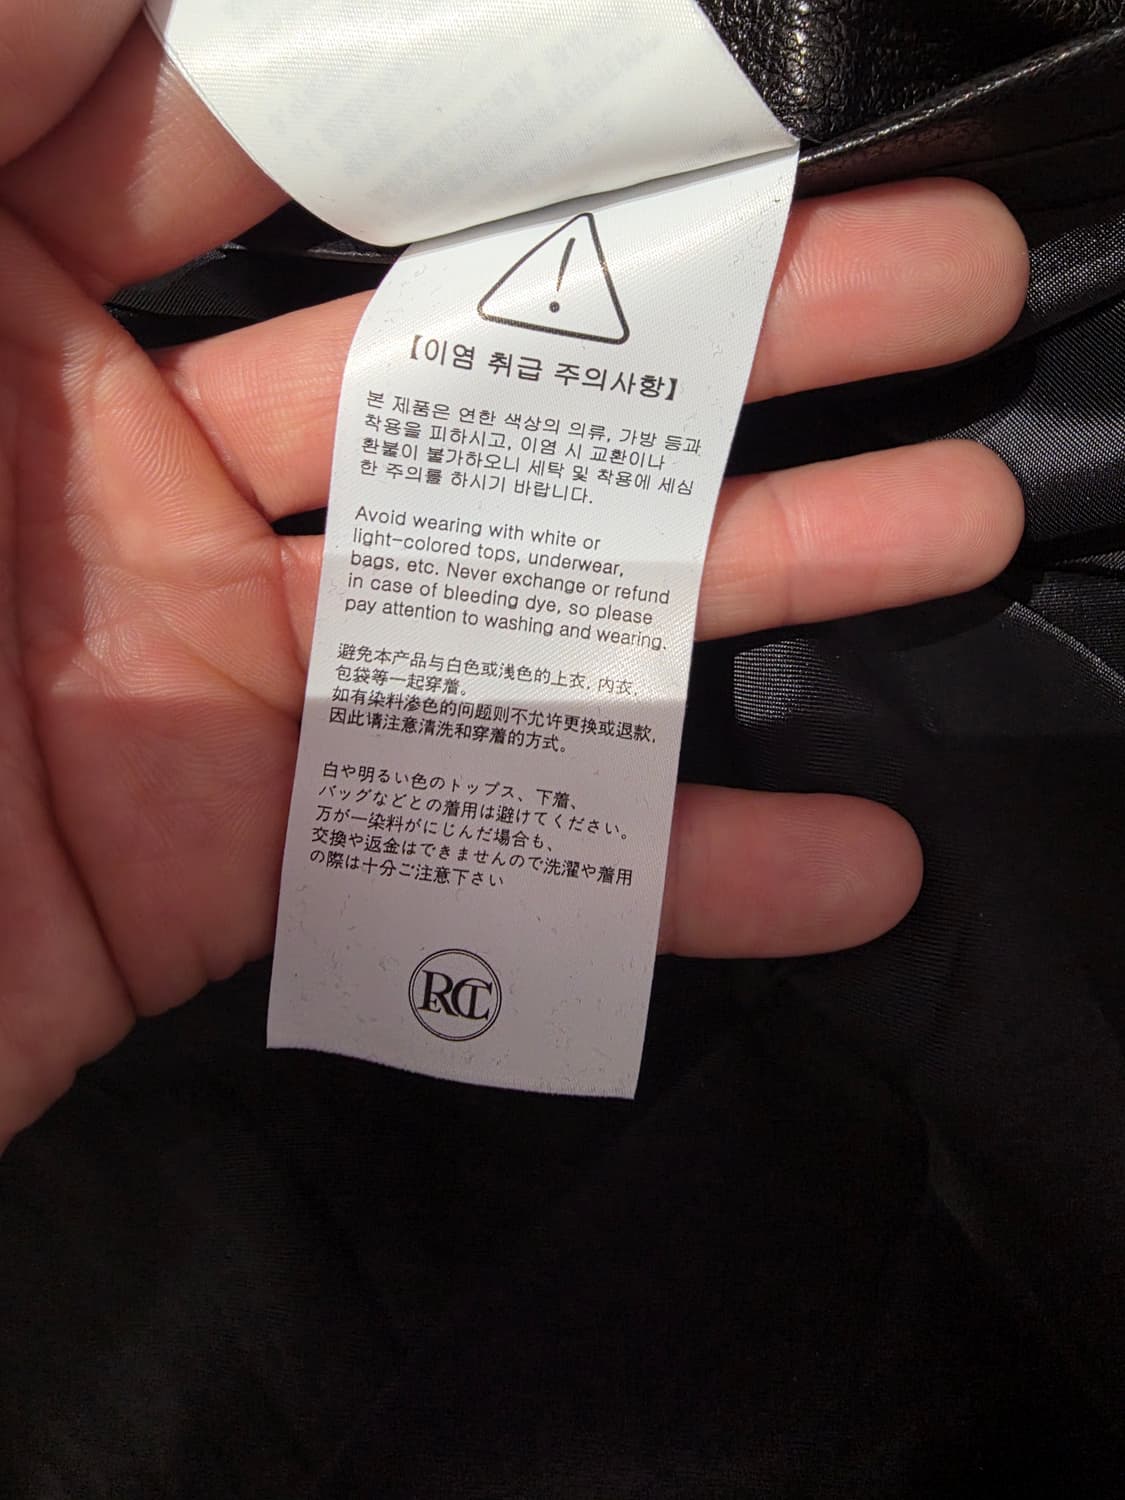 【이염 취급 주의사항】
본 제품은 연한 색상의 의류, 가방 등과
착용을 피하시고, 이염 시 교환이나
환불이 불가하오니 세탁 및 착용에 세심
한 주의를 하시기 바랍니다.
Avoid wearing with white or
light-colored tops, underwear,
bags, etc. Never exchange or refund
in case of bleeding dye, so please
pay attention to washing and wearing.
避免本产品与白色或浅色的上衣, 内衣,
包袋等一起穿着。
如有染料渗色的问题则不允许更换或退款,
因此请注意清洗和穿着的方式。
白や明るい色のトップス、下着、
バッグなどとの着用は避けてください。
万が一染料がにじんだ場合も、
交換や返金はできませんので洗濯や着用
の際は十分ご注意下さい